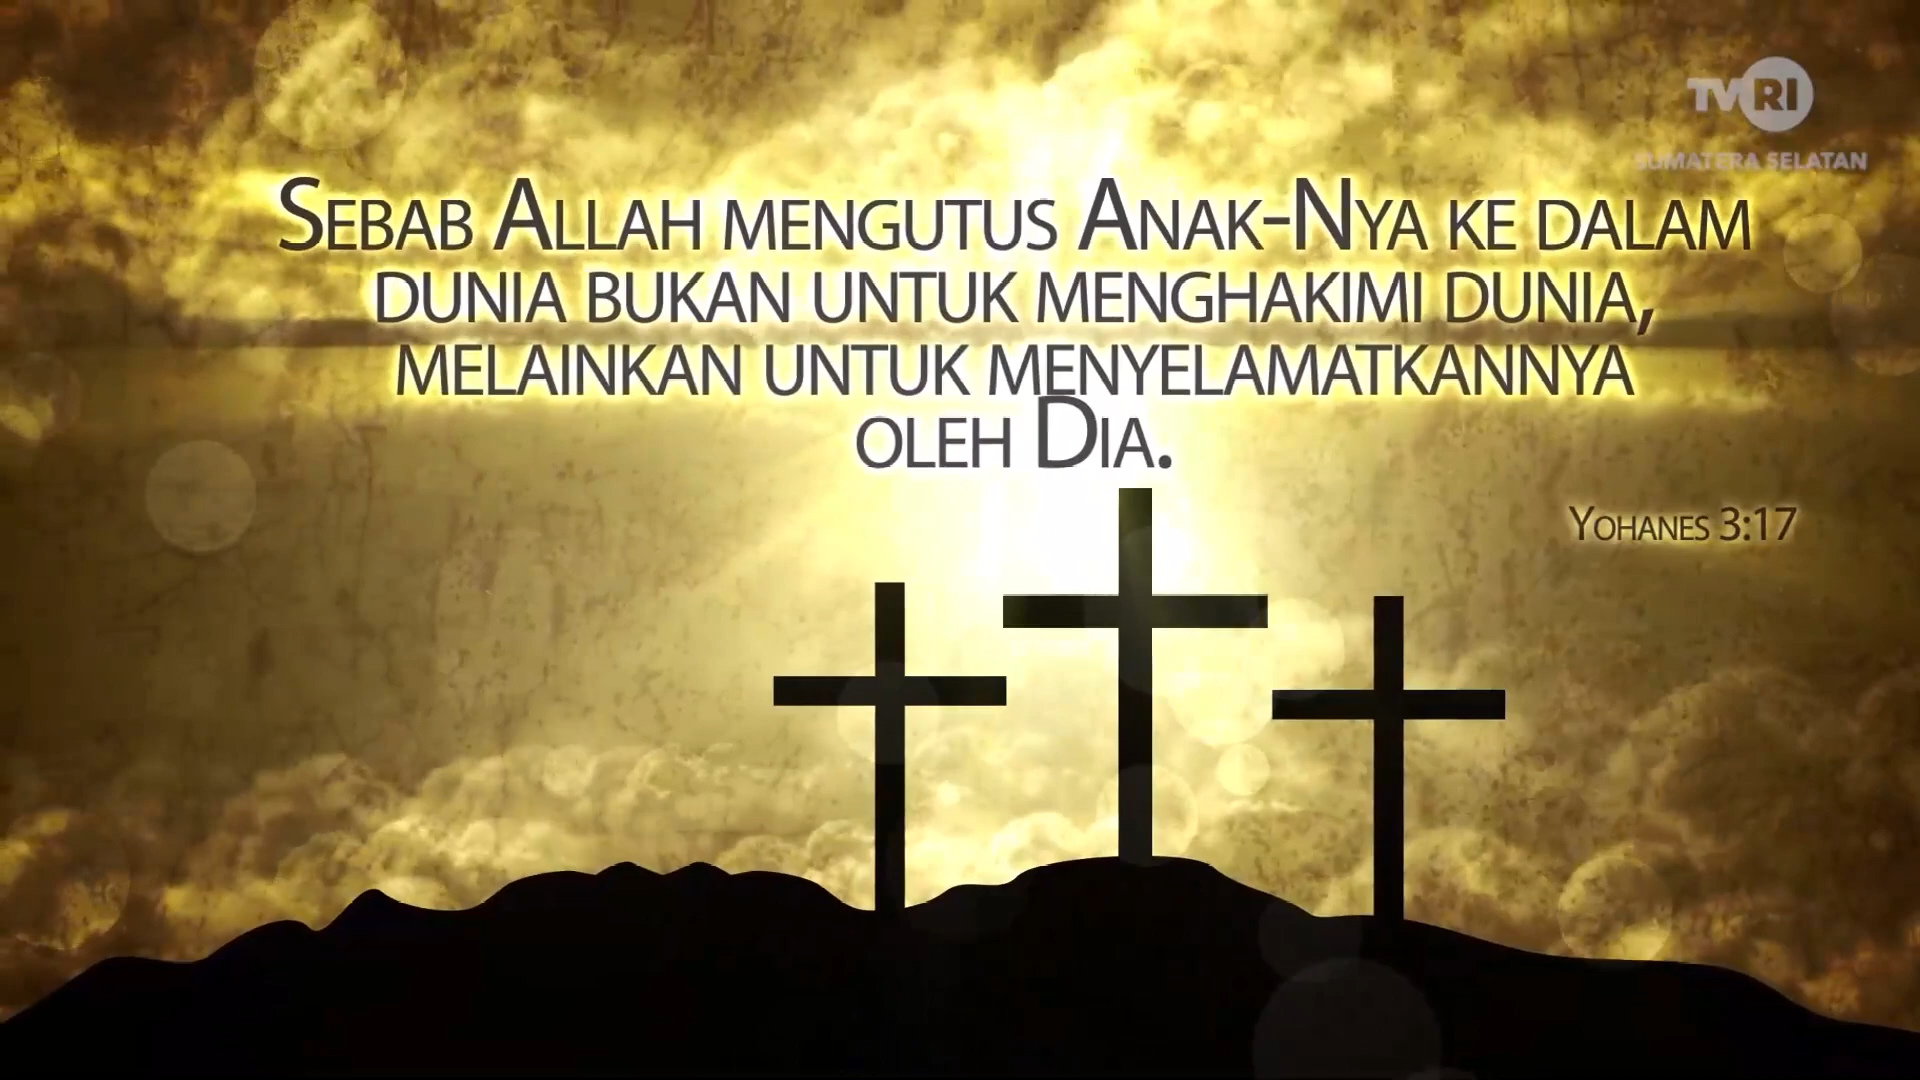 TVRI
SUMATERA SELATAN
SEBAB ALLAH MENGUTUS ANAK-NYA KE DALAM
DUNIA BUKAN UNTUK MENGHAKIMI DUNIA,
MELAINKAN UNTUK MENYELAMATKANNYA
OLEH DIA.
YOHANES 3:17